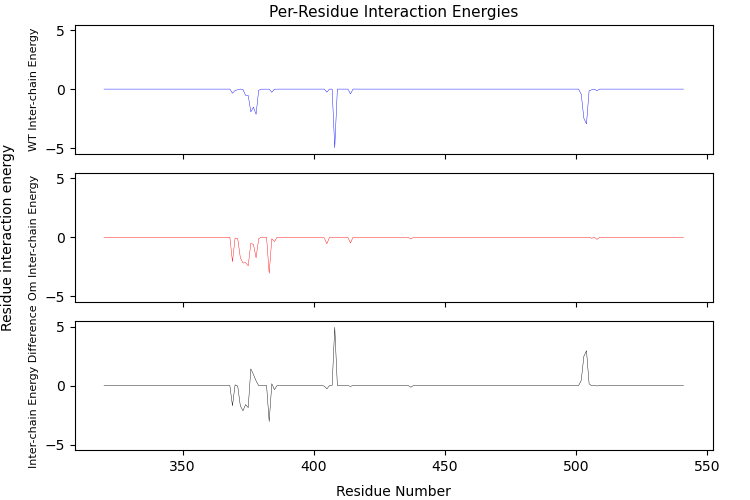 Per-Residue Interaction Energies
Residue interaction energy
WT Inter-chain Energy
5
0
−5
Om Inter-chain Energy
5
0
−5
Inter-chain Energy Difference
5
0
−5
350 400 450 500 550
Residue Number